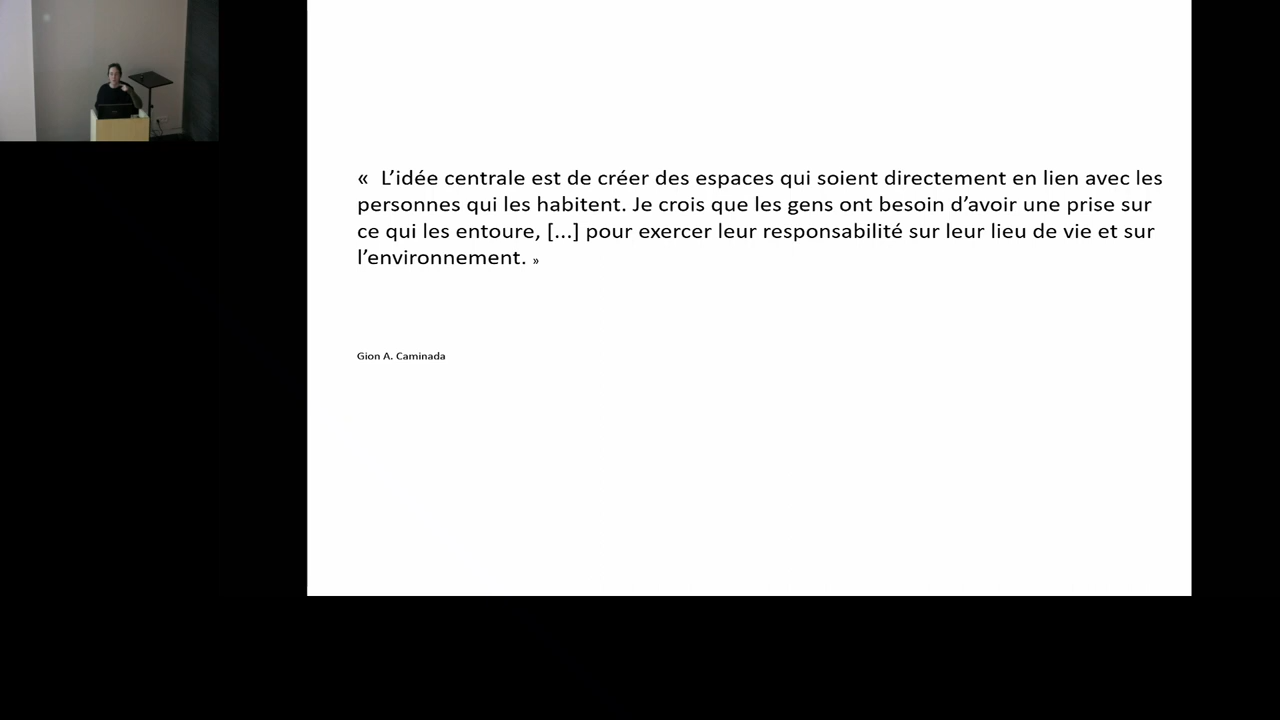 «  L’idée centrale est de créer des espaces qui soient directement en lien avec les
personnes qui les habitent. Je crois que les gens ont besoin d’avoir une prise sur
ce qui les entoure, [...] pour exercer leur responsabilité sur leur lieu de vie et sur
l’environnement. »
Gion A. Caminada